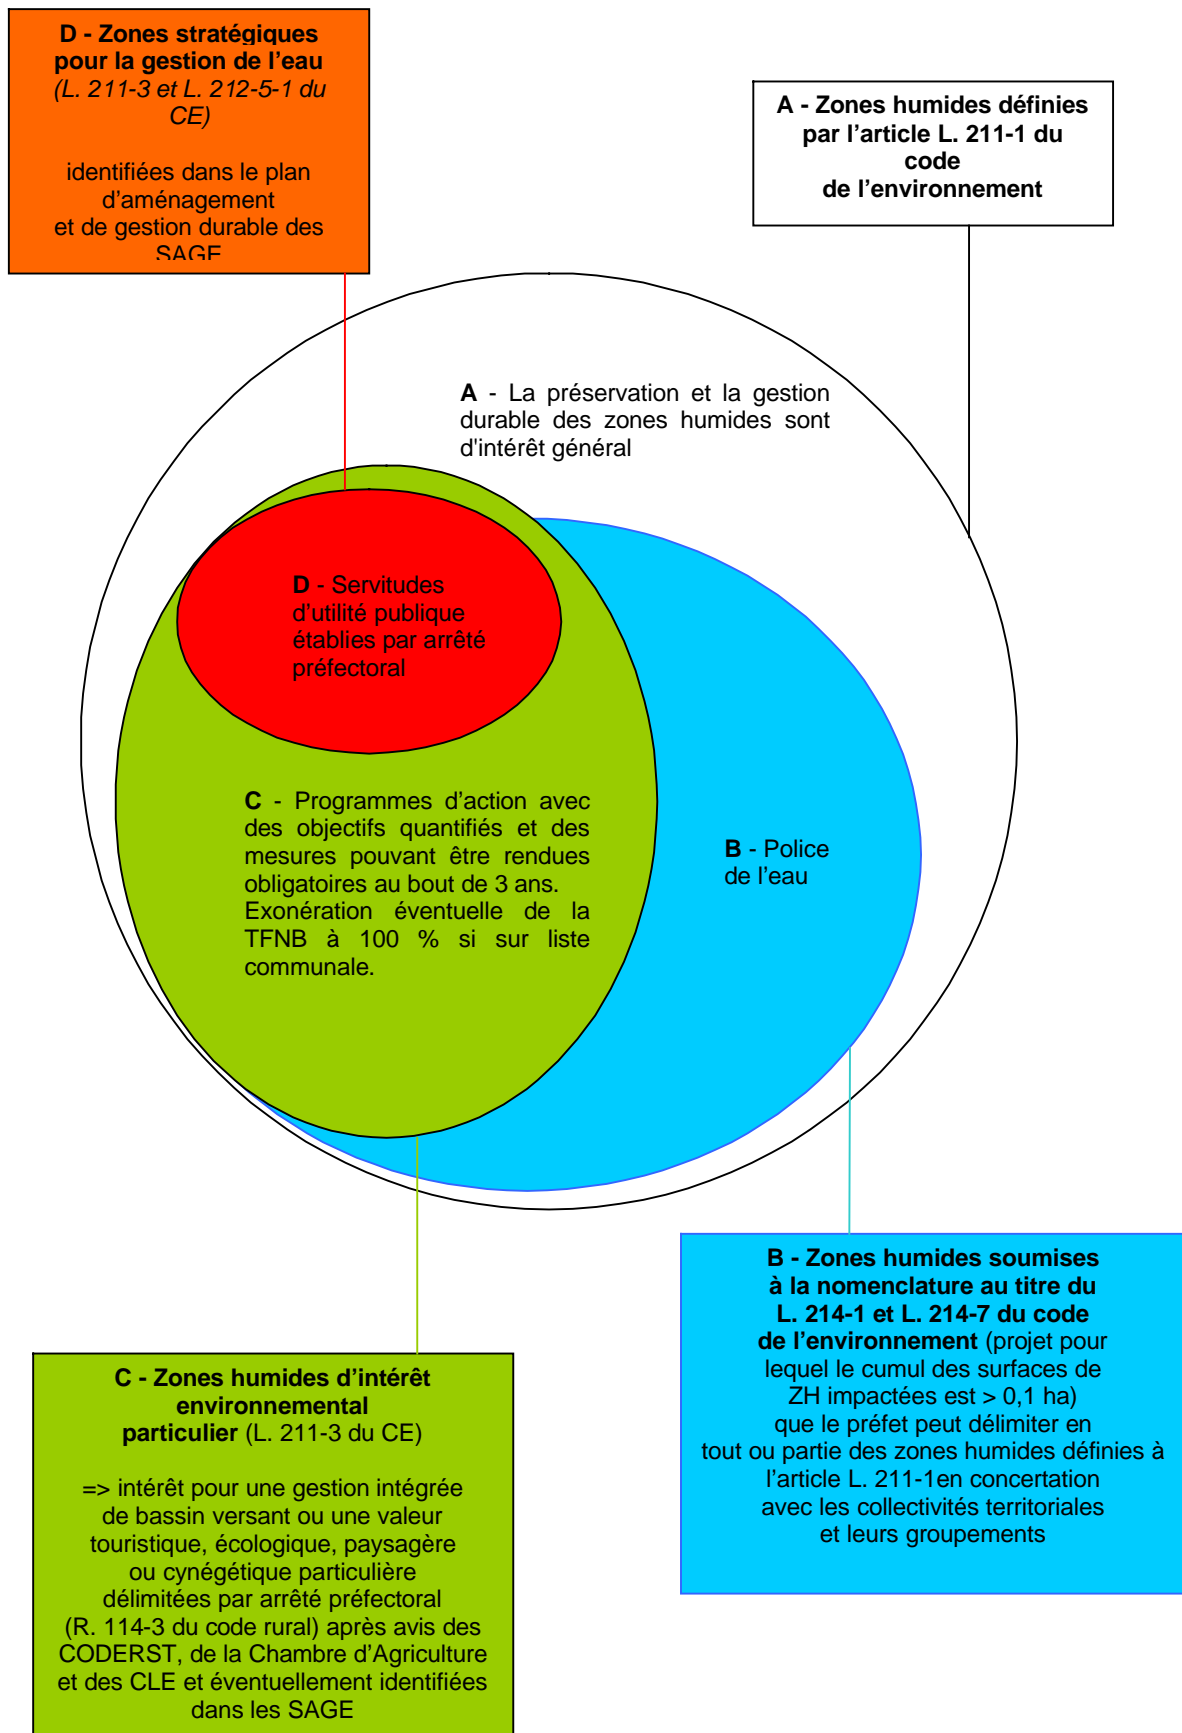 D - Zones stratégiques
pour la gestion de l'eau
(L. 211-3 et L. 212-5-1 du
CE)
identifiées dans le plan
d'aménagement
et de gestion durable des
SAGE
A - Zones humides définies
par l'article L. 211-1 du
code
de l'environnement
A - La préservation et la gestion
durable des zones humides sont
d'intérêt général
D - Servitudes
d'utilité publique
établies par arrêté
préfectoral
C - Programmes d'action avec
des objectifs quantifiés et des
mesures pouvant être rendues
obligatoires au bout de 3 ans.
Exonération éventuelle de la
TFNB à 100 % si sur liste
communale.
B - Police
de l'eau
B - Zones humides soumises
à la nomenclature au titre du
L. 214-1 et L. 214-7 du code
de l'environnement (projet pour
lequel le cumul des surfaces de
ZH impactées est > 0,1 ha)
que le préfet peut délimiter en
tout ou partie des zones humides définies à
l'article L. 211-1en concertation
avec les collectivités territoriales
et leurs groupements
C - Zones humides d'intérêt
environnemental
particulier (L. 211-3 du CE)
=> intérêt pour une gestion intégrée
de bassin versant ou une valeur
touristique, écologique, paysagère
ou cynégétique particulière
délimitées par arrêté préfectoral
(R. 114-3 du code rural) après avis des
CODERST, de la Chambre d'Agriculture
et des CLE et éventuellement identifiées
dans les SAGE